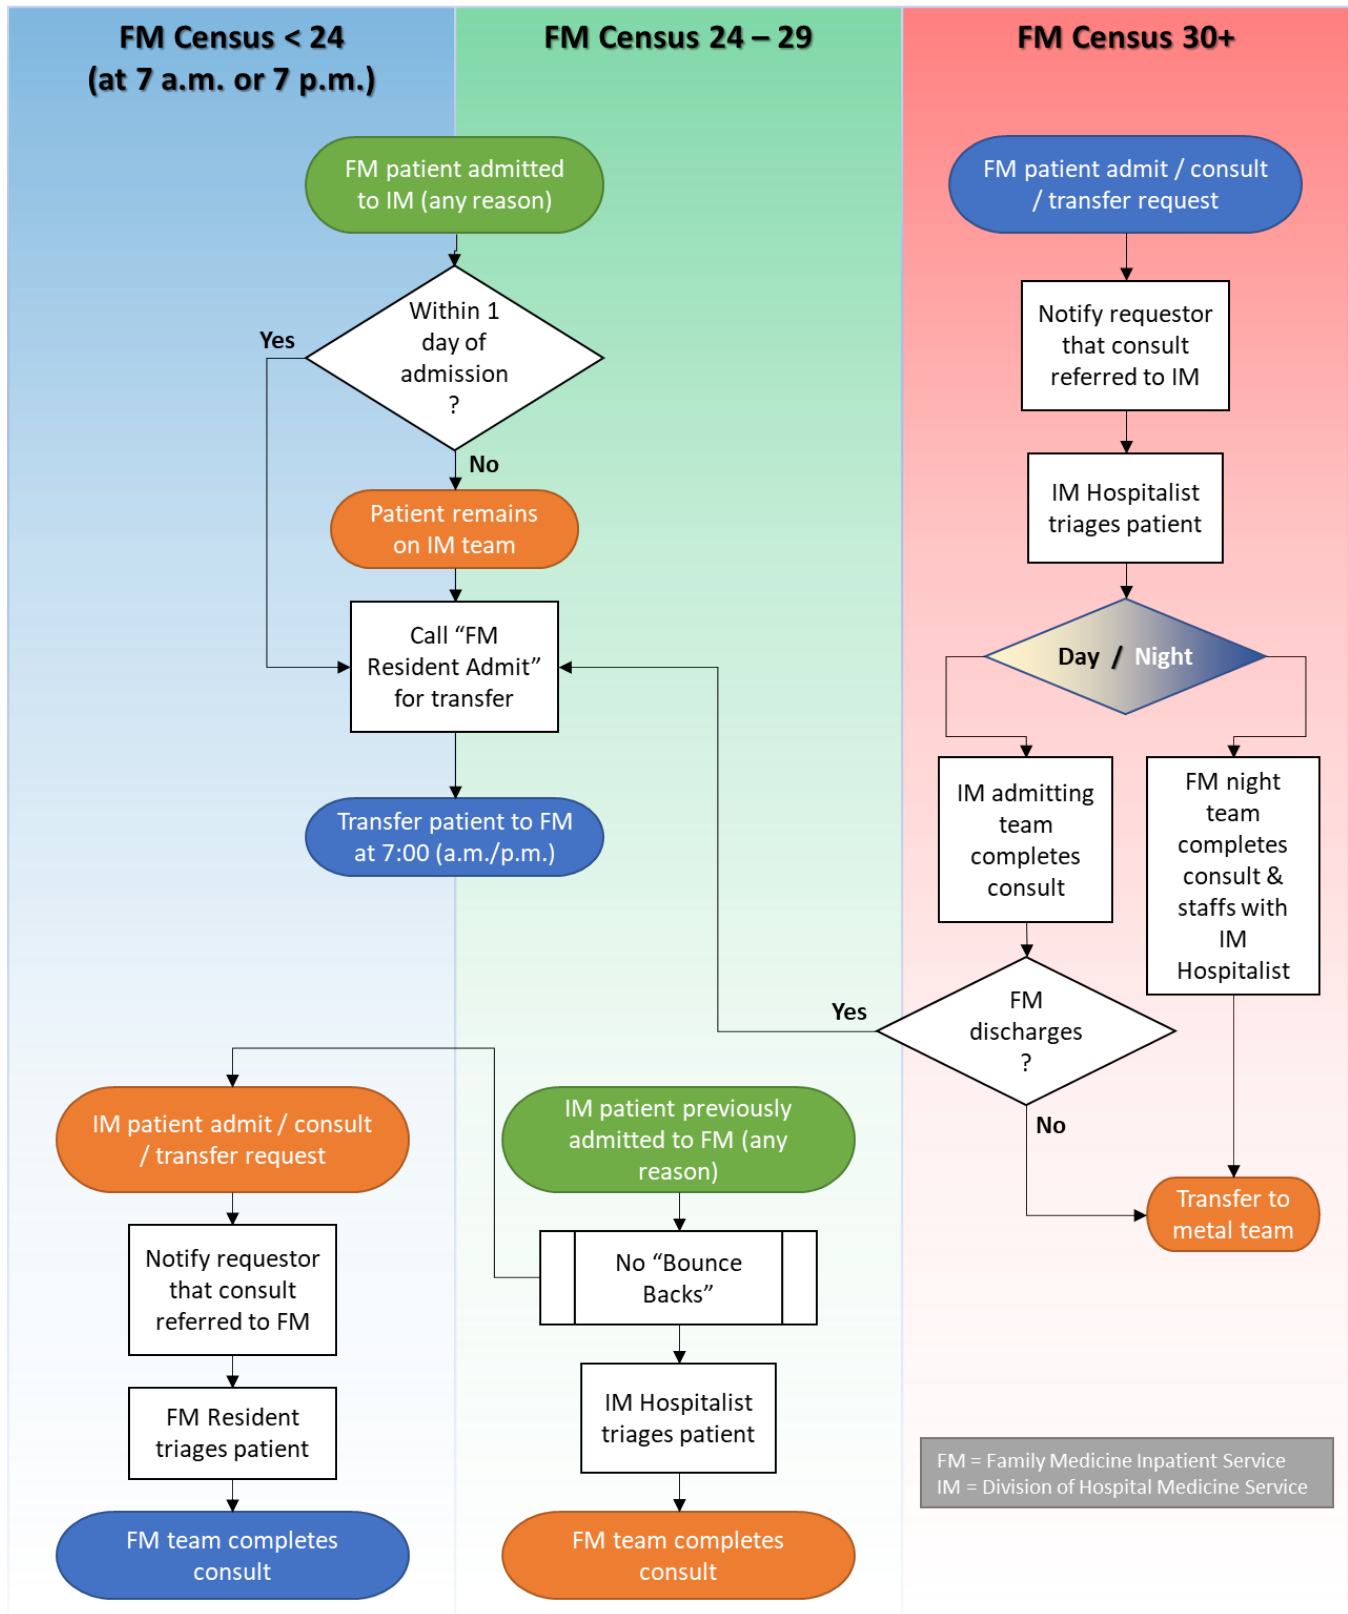 FM Census < 24
(at 7 a.m. or 7 p.m.)
FM Census 24 – 29
FM Census 30+
FM patient admitted
to IM (any reason)
Within 1
day of
admission
?
Yes
No
Patient remains
on IM team
Call “FM
Resident Admit”
for transfer
Transfer patient to FM
at 7:00 (a.m./p.m.)
FM patient admit / consult
/ transfer request
Notify requestor
that consult
referred to IM
IM Hospitalist
triages patient
Day / Night
IM admitting
team
completes
consult
FM night
team
completes
consult &
staffs with
IM
Hospitalist
FM
discharges
?
Yes
No
Transfer to
metal team
IM patient admit / consult
/ transfer request
Notify requestor
that consult
referred to FM
FM Resident
triages patient
FM team completes
consult
IM patient previously
admitted to FM (any
reason)
No “Bounce
Backs”
IM Hospitalist
triages patient
FM team completes
consult
FM = Family Medicine Inpatient Service
IM = Division of Hospital Medicine Service